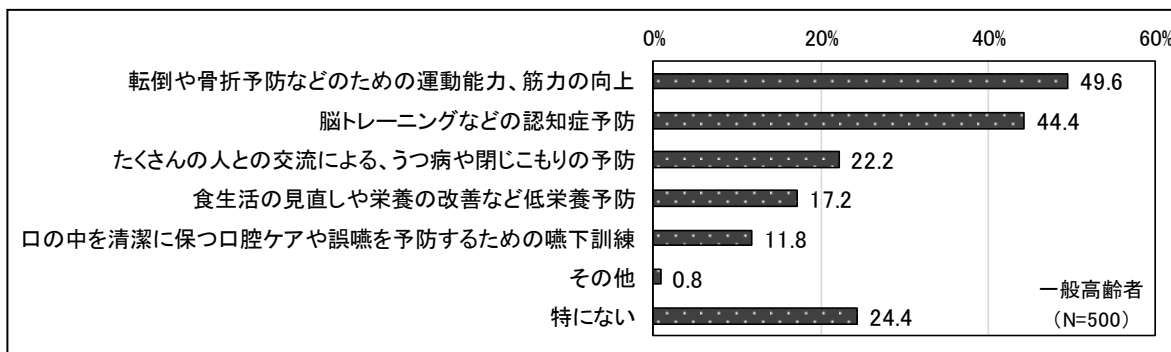 0% 20% 40% 60%
転倒や骨折予防などのための運動能力、筋力の向上 49.6
脳トレーニングなどの認知症予防 44.4
たくさんの人との交流による、うつ病や閉じこもりの予防 22.2
食生活の見直しや栄養の改善など低栄養予防 17.2
口の中を清潔に保つ口腔ケアや誤嚥を予防するための嚥下訓練 11.8
その他 0.8
特にない 24.4
一般高齢者
（N=500）